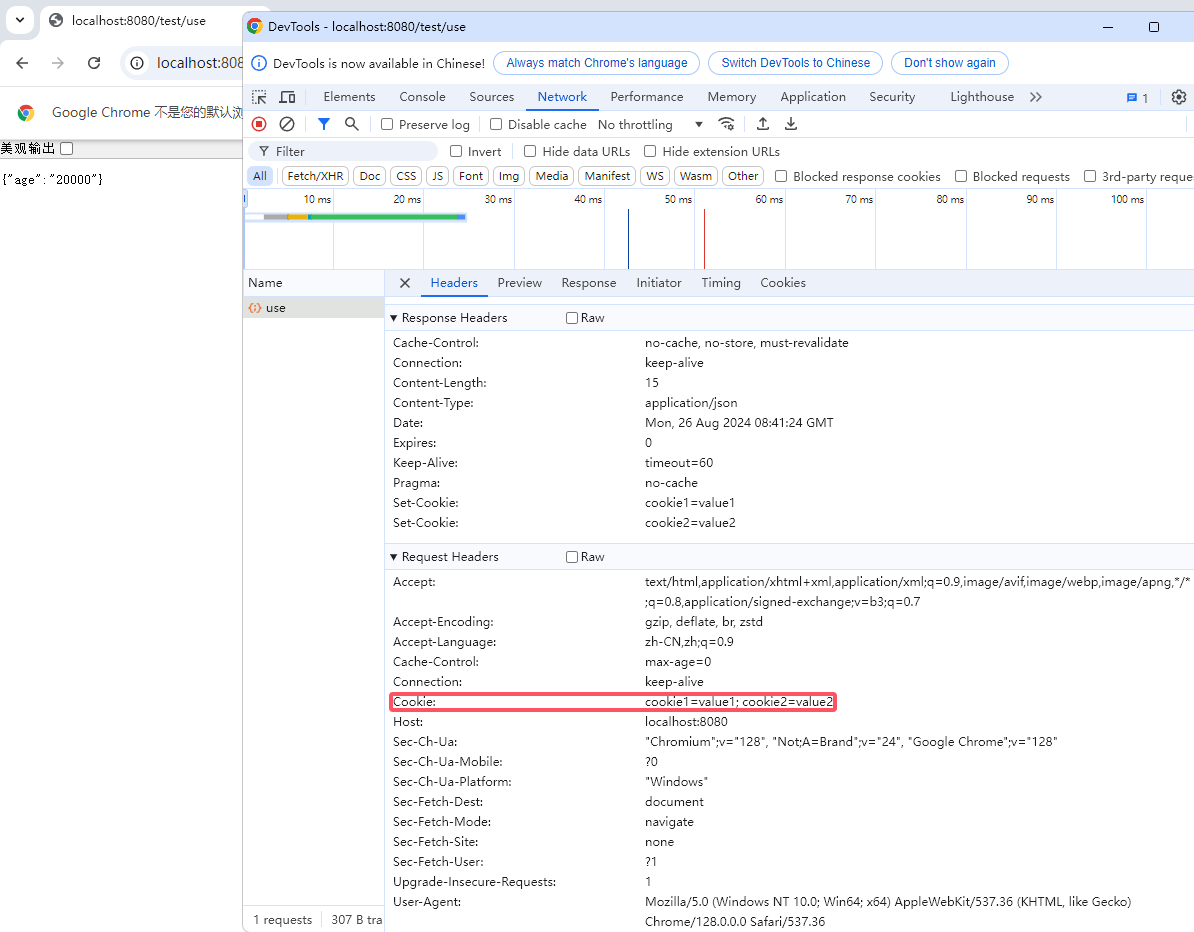 localhost:8080/test/use
localhost:808
Google Chrome 不是您的默认浏
美观输出
{"age":"20000"}
DevTools - localhost:8080/test/use
DevTools is now available in Chinese! Always match Chrome's language Switch DevTools to Chinese Don't show again
Elements Console Sources Network Performance Memory Application Security Lighthouse 1
Preserve log Disable cache No throttling
Filter Invert Hide data URLs Hide extension URLs
All Fetch/XHR Doc CSS JS Font Img Media Manifest WS Wasm Other Blocked response cookies Blocked requests 3rd-party reque
10 ms 20 ms 30 ms 40 ms 50 ms 60 ms 70 ms 80 ms 90 ms 100 ms
Name Headers Preview Response Initiator Timing Cookies
use
Response Headers Raw
Cache-Control: no-cache, no-store, must-revalidate
Connection: keep-alive
Content-Length: 15
Content-Type: application/json
Date: Mon, 26 Aug 2024 08:41:24 GMT
Expires: 0
Keep-Alive: timeout=60
Pragma: no-cache
Set-Cookie: cookie1=value1
Set-Cookie: cookie2=value2
Request Headers Raw
Accept: text/html,application/xhtml+xml,application/xml;q=0.9,image/avif,image/webp,image/apng,*/*
;q=0.8,application/signed-exchange;v=b3;q=0.7
Accept-Encoding: gzip, deflate, br, zstd
Accept-Language: zh-CN,zh;q=0.9
Cache-Control: max-age=0
Connection: keep-alive
Cookie: cookie1=value1; cookie2=value2
Host: localhost:8080
Sec-Ch-Ua: "Chromium";v="128", "Not;A=Brand";v="24", "Google Chrome";v="128"
Sec-Ch-Ua-Mobile: ?0
Sec-Ch-Ua-Platform: "Windows"
Sec-Fetch-Dest: document
Sec-Fetch-Mode: navigate
Sec-Fetch-Site: none
Sec-Fetch-User: ?1
Upgrade-Insecure-Requests: 1
User-Agent: Mozilla/5.0 (Windows NT 10.0; Win64; x64) AppleWebKit/537.36 (KHTML, like Gecko)
Chrome/128.0.0.0 Safari/537.36
1 requests 307 B tra